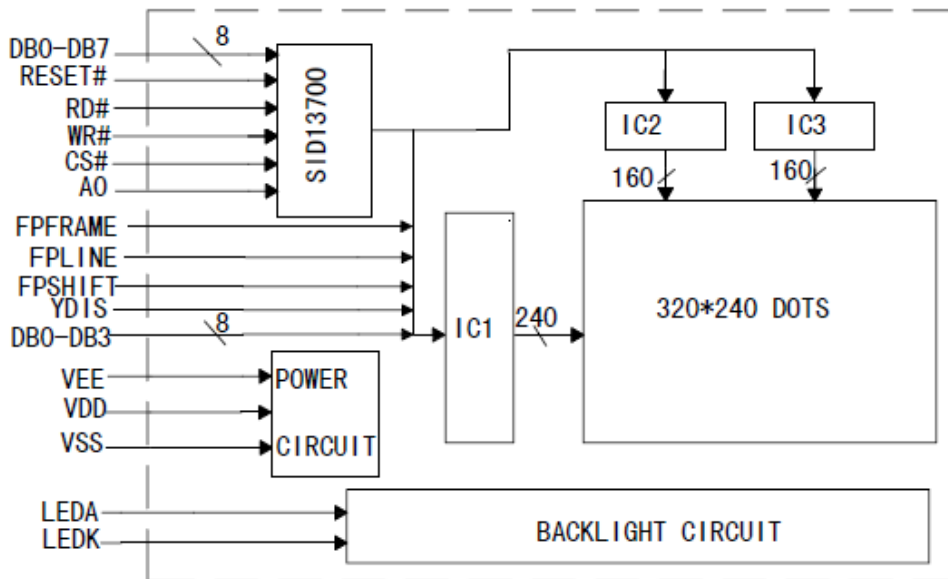 DB0-DB7
8
RESET#
RD#
WR#
CS#
A0
SID13700
IC2
IC3
160
160
FPFRAME
FPLINE
FPSHIFT
YDIS
DB0-DB3
8
IC1
240
320*240 DOTS
VEE
VDD
VSS
POWER
CIRCUIT
LEDA
LEDK
BACKLIGHT CIRCUIT